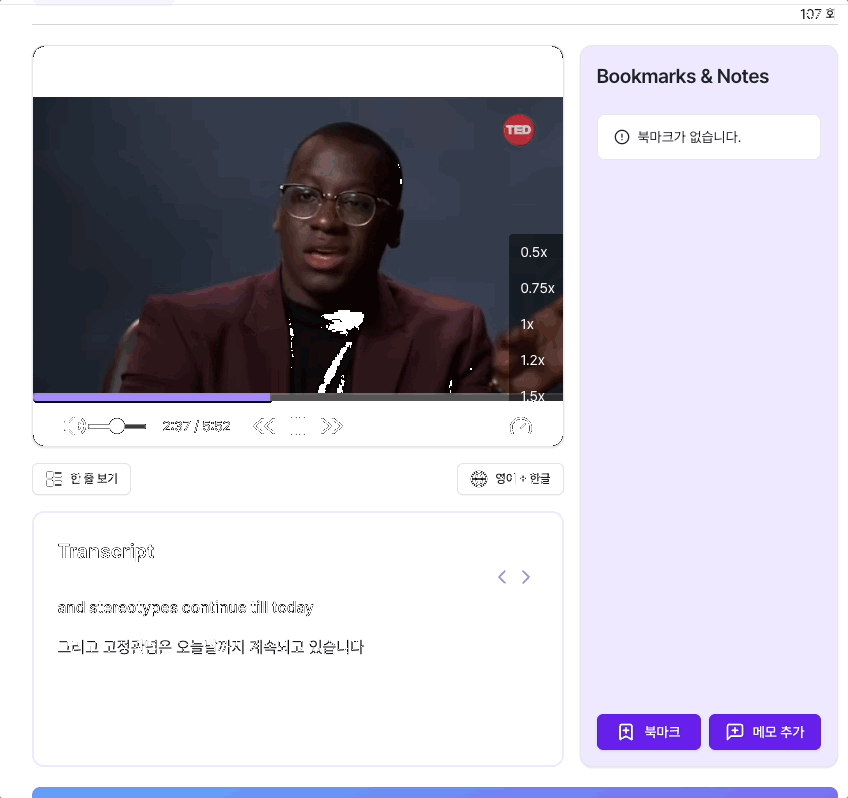 107 회
Bookmarks & Notes
북마크가 없습니다.
TED
0.5x
0.75x
1x
1.2x
1.5x
2:37 / 5:52
한 줄 보기
영어 + 한글
Transcript
and stereotypes continue till today
그리고 고정관념은 오늘날까지 계속되고 있습니다
북마크
메모 추가